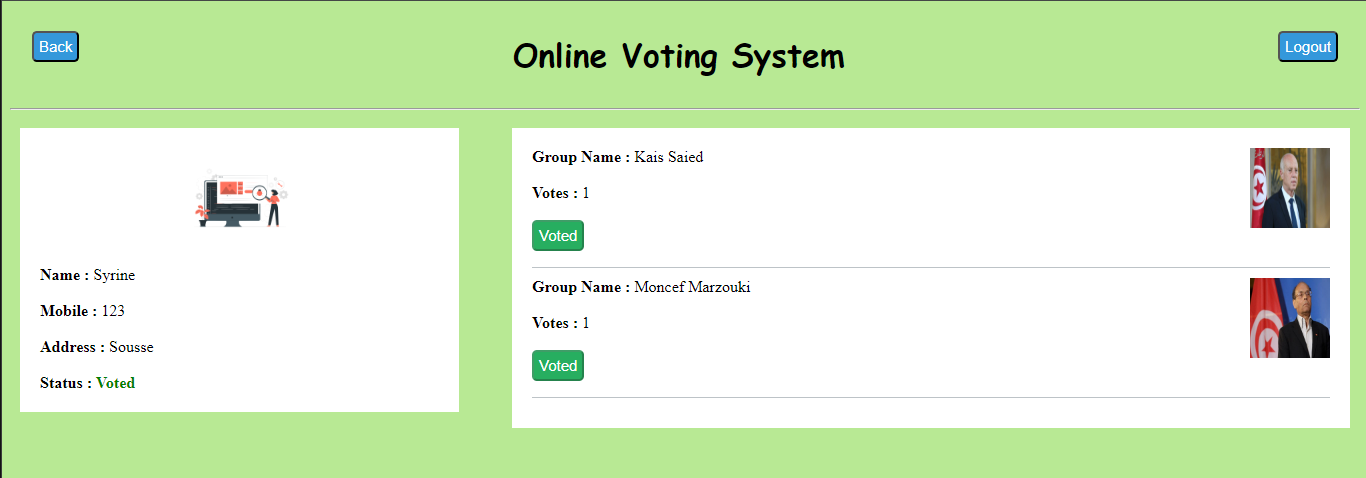 Back
Online Voting System
Logout
Name : Syrine
Mobile : 123
Address : Sousse
Status : Voted
Group Name : Kais Saied
Votes : 1
Voted
Group Name : Moncef Marzouki
Votes : 1
Voted